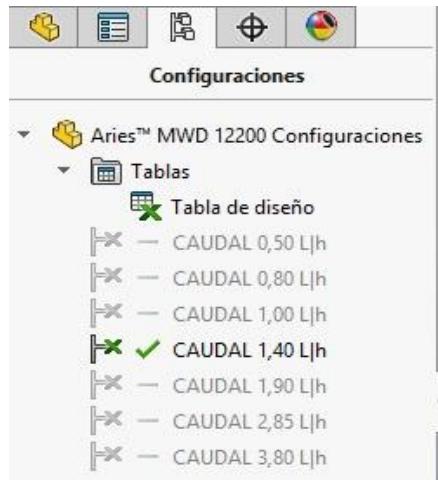 Configuraciones
Aries™ MWD 12200 Configuraciones
Tablas
Tabla de diseño
CAUDAL 0,50 L|h
CAUDAL 0,80 L|h
CAUDAL 1,00 L|h
CAUDAL 1,40 L|h
CAUDAL 1,90 L|h
CAUDAL 2,85 L|h
CAUDAL 3,80 L|h